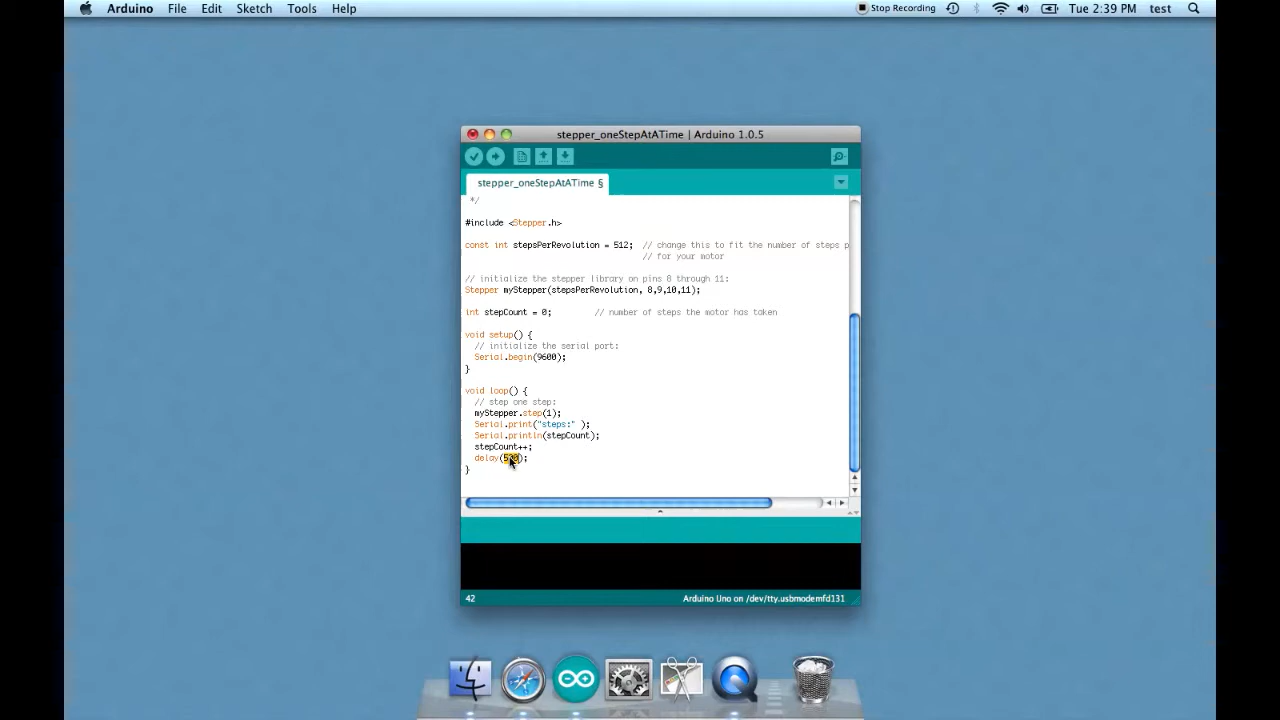 Arduino File Edit Sketch Tools Help Stop Recording Tue 2:39 PM test
stepper_oneStepAtATime | Arduino 1.0.5
stepper_oneStepAtATime §
*/
#include <Stepper.h>
const int stepsPerRevolution = 512; // change this to fit the number of steps p
// for your motor
// initialize the stepper library on pins 8 through 11:
Stepper myStepper(stepsPerRevolution, 8,9,10,11);
int stepCount = 0; // number of steps the motor has taken
void setup() {
// initialize the serial port:
Serial.begin(9600);
}
void loop() {
// step one step:
myStepper.step(1);
Serial.print("steps:" );
Serial.println(stepCount);
stepCount++;
delay(500);
}
42 Arduino Uno on /dev/tty.usbmodemfd131